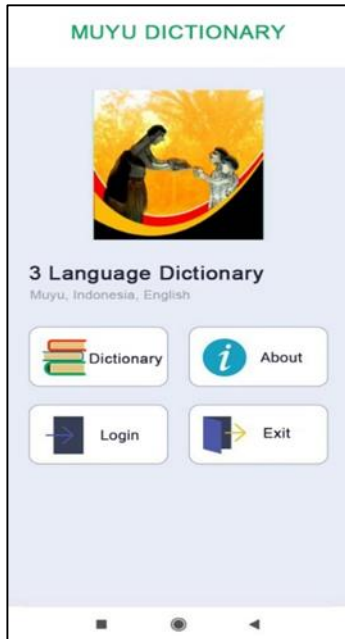 MUYU DICTIONARY
3 Language Dictionary
Muyu, Indonesia, English
Dictionary
About
Login
Exit